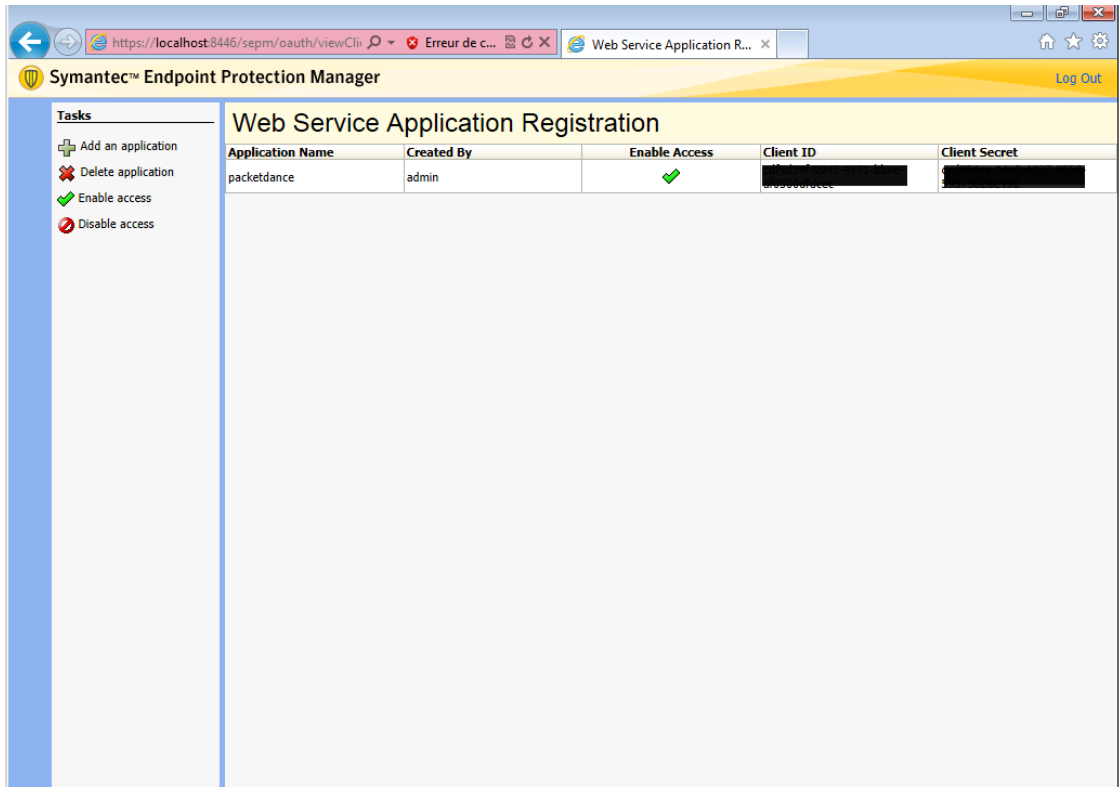 https://localhost:8446/sepm/oauth/viewCli
Erreur de c...
Web Service Application R...
Symantec™ Endpoint Protection Manager
Log Out
Tasks
Add an application
Delete application
Enable access
Disable access
Web Service Application Registration
Application Name Created By Enable Access Client ID Client Secret
packetdance admin